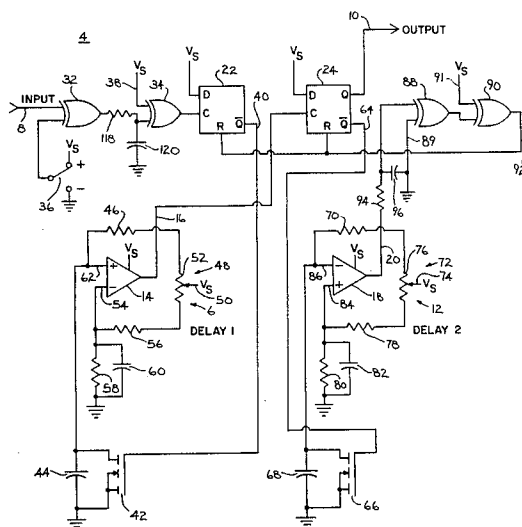 10
OUTPUT
4
VS
VS
VS
INPUT
32
38
34
22
40
24
64
88
91
VS
90
D
Q
C
R
Q
D
Q
C
R
Q
8
118
120
89
92
VS
+
36
-
96
16
94
46
70
62
VS
52
48
86
VS
20
76
72
+
-
14
VS
50
-
+
18
VS
74
54
6
84
12
56
DELAY 1
78
DELAY 2
58
60
80
82
44
42
68
66